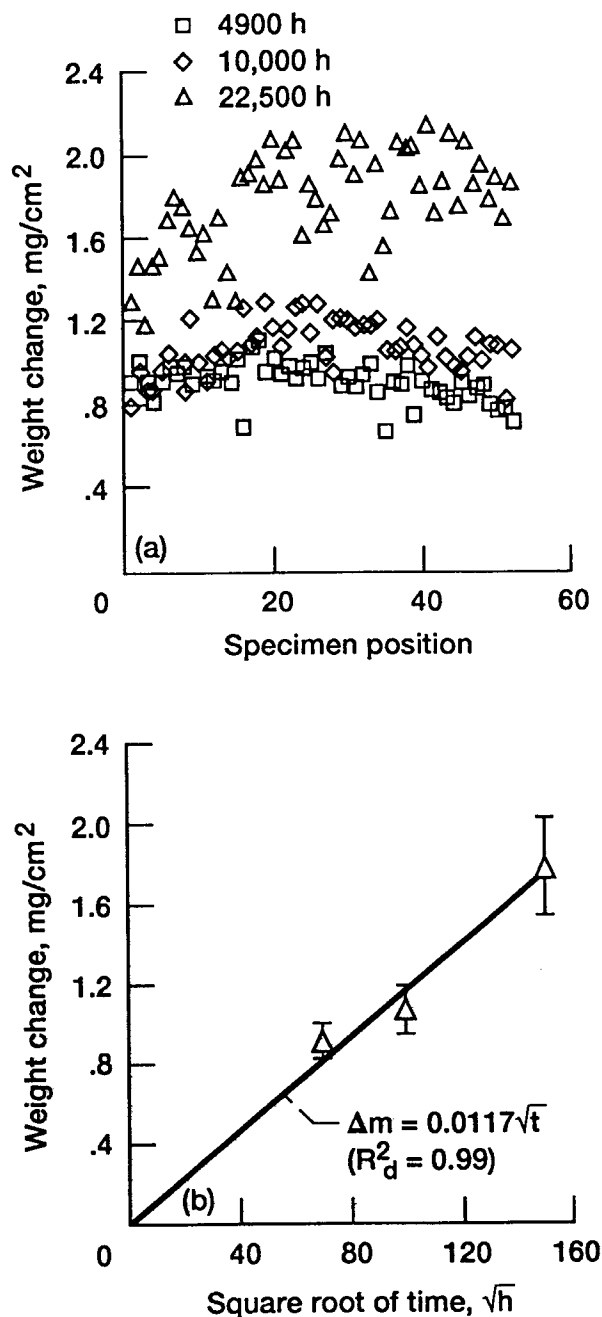 □ 4900 h
◇ 10,000 h
△ 22,500 h
2.4
2.0
1.6
1.2
.8
.4
0
20
40
60
Weight change, mg/cm²
(a)
Specimen position
2.4
2.0
1.6
1.2
.8
.4
0
40
80
120
160
Weight change, mg/cm²
Δm = 0.0117√t
(R²d = 0.99)
(b)
Square root of time, √h